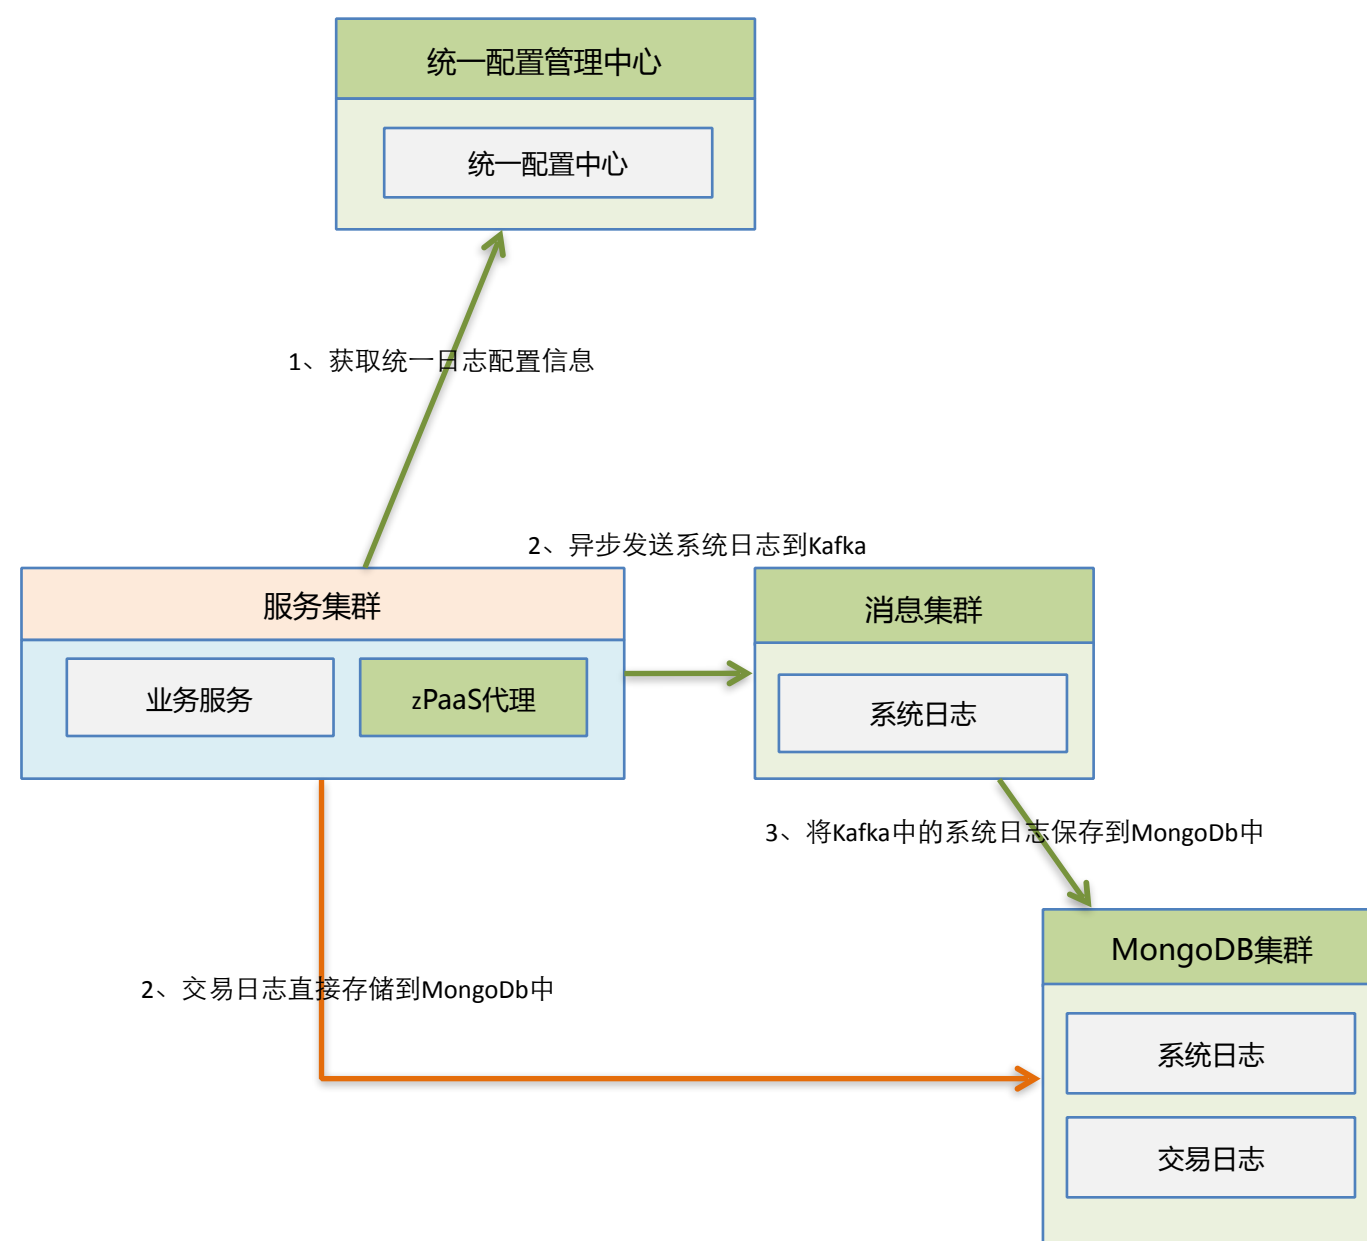 统一配置管理中心
统一配置中心
1、获取统一日志配置信息
2、异步发送系统日志到Kafka
服务集群
消息集群
业务服务
zPaaS代理
系统日志
3、将Kafka中的系统日志保存到MongoDb中
MongoDB集群
2、交易日志直接存储到MongoDb中
系统日志
交易日志